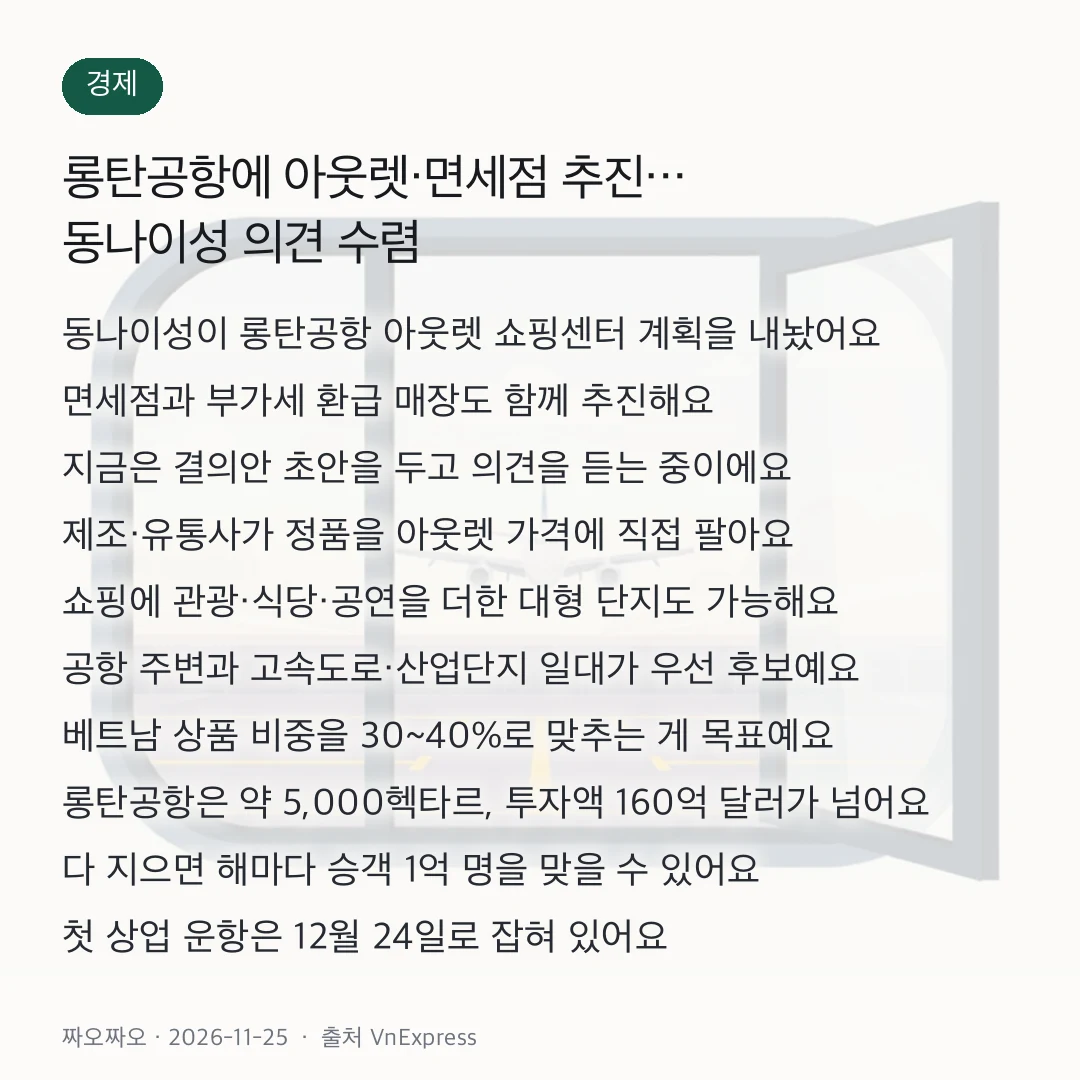 경제
롱탄공항에 아웃렛·면세점 추진…
동나이성 의견 수렴
동나이성이 롱탄공항 아웃렛 쇼핑센터 계획을 내놨어요
면세점과 부가세 환급 매장도 함께 추진해요
지금은 결의안 초안을 두고 의견을 듣는 중이에요
제조·유통사가 정품을 아웃렛 가격에 직접 팔아요
쇼핑에 관광·식당·공연을 더한 대형 단지도 가능해요
공항 주변과 고속도로·산업단지 일대가 우선 후보예요
베트남 상품 비중을 30~40%로 맞추는 게 목표예요
롱탄공항은 약 5,000헥타르, 투자액 160억 달러가 넘어요
다 지으면 해마다 승객 1억 명을 맞을 수 있어요
첫 상업 운항은 12월 24일로 잡혀 있어요
짜오짜오 · 2026-11-25 · 출처 VnExpress